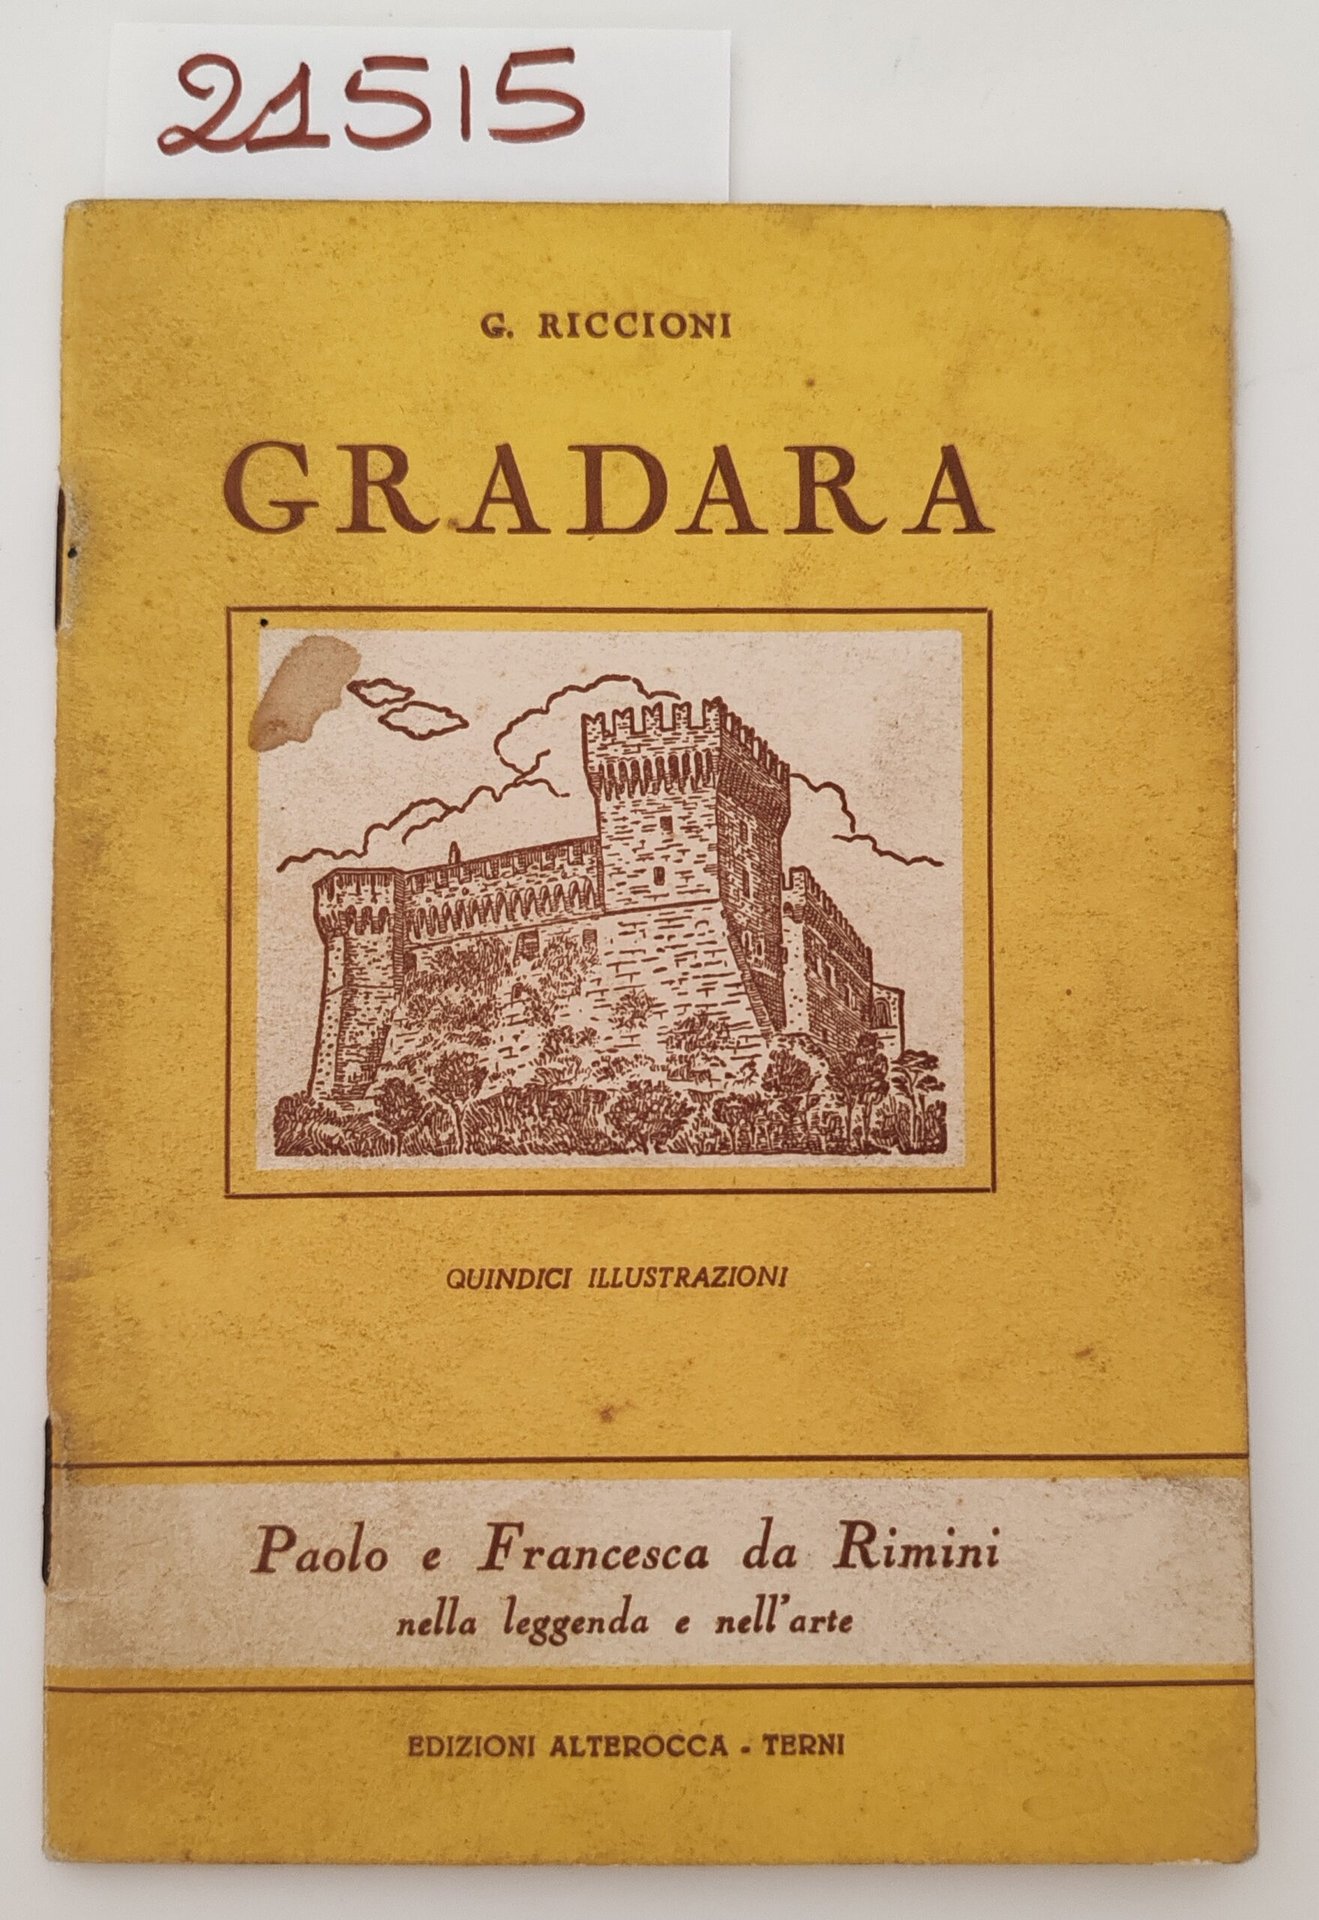 21515
G. RICCIONI
GRADARA
QUINDICI ILLUSTRAZIONI
Paolo e Francesca da Rimini
nella leggenda e nell'arte
EDIZIONI ALTEROCCA - TERNI